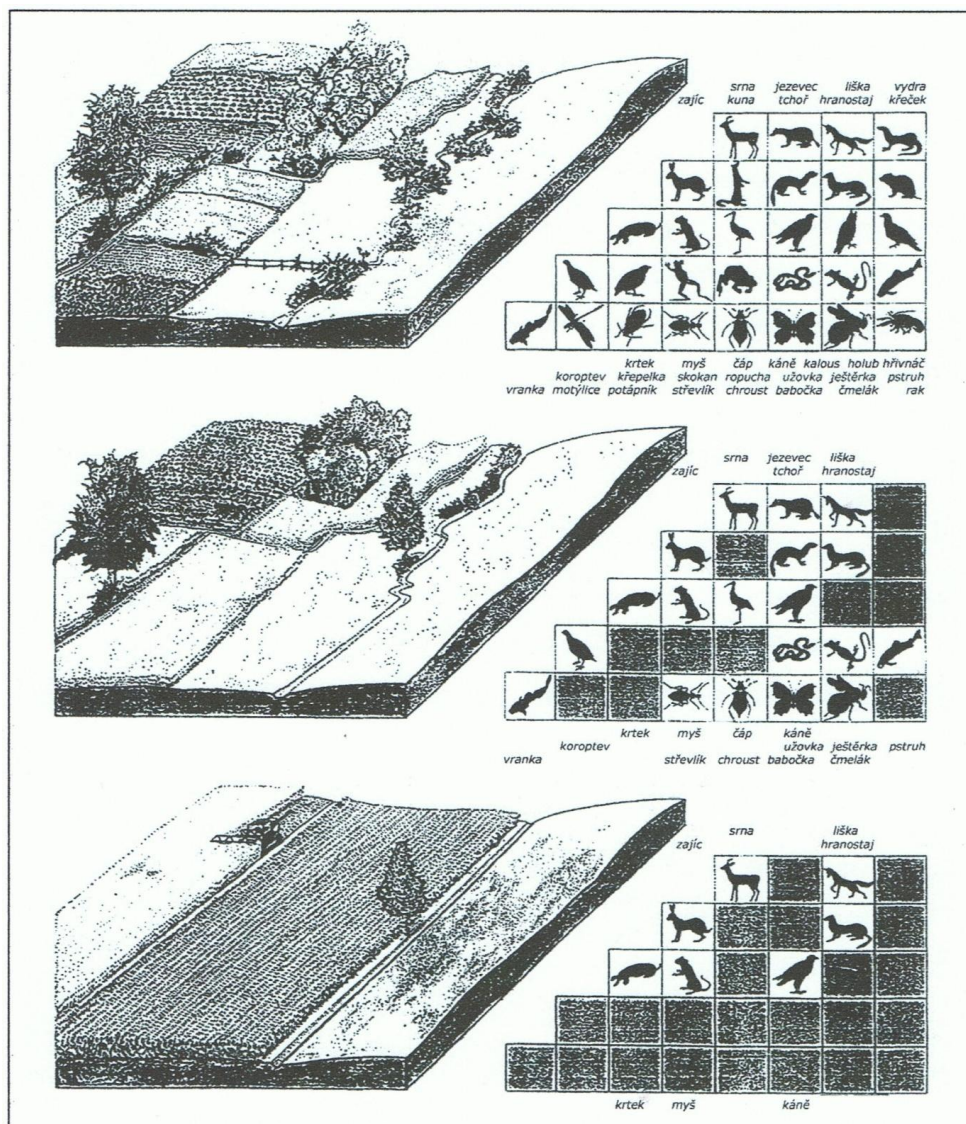 srna jezevec liška vydra
zajíc kuna tchoř hranostaj křeček
krtek myš čáp káně kalous holub hřivnáč
koroptev křepelka skokan ropucha užovka ještěrka pstruh
vranka motýlice potápník střevlík chroust babočka čmelák rak
srna jezevec liška
zajíc tchoř hranostaj
krtek myš čáp káně
koroptev užovka ještěrka pstruh
vranka střevlík chroust babočka čmelák
srna liška
zajíc hranostaj
krtek myš káně